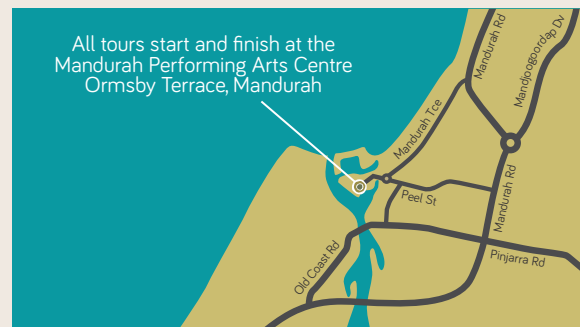 All tours start and finish at the
Mandurah Performing Arts Centre
Ormsby Terrace, Mandurah
Mandurah Rd
Mandjoogoordap Dv
Mandurah Tce
Peel St
Mandurah Rd
Old Coast Rd
Pinjarra Rd